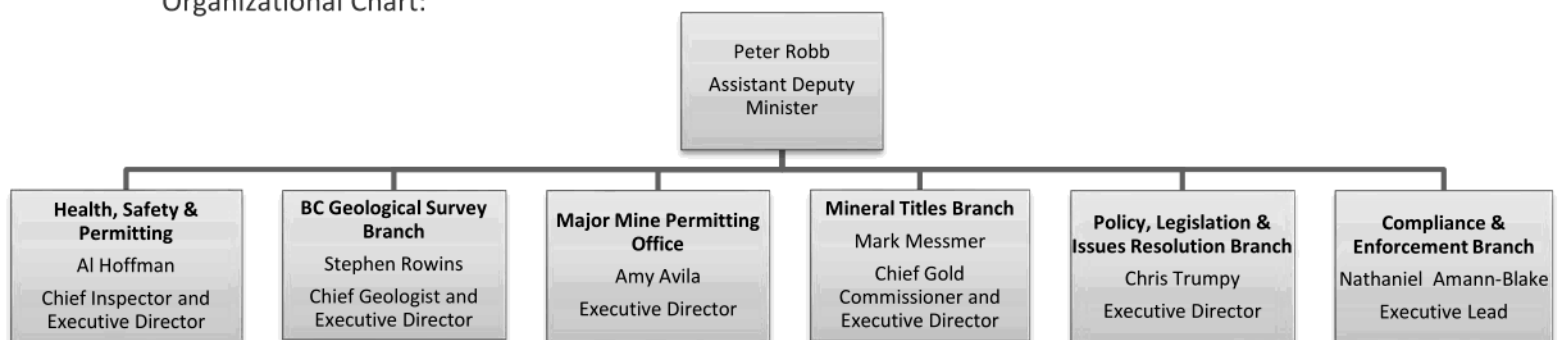 Organizational Chart:
Peter Robb
Assistant Deputy
Minister
Health, Safety &
Permitting
Al Hoffman
Chief Inspector and
Executive Director
BC Geological Survey
Branch
Stephen Rowins
Chief Geologist and
Executive Director
Major Mine Permitting
Office
Amy Avila
Executive Director
Mineral Titles Branch
Mark Messmer
Chief Gold
Commissioner and
Executive Director
Policy, Legislation &
Issues Resolution Branch
Chris Trumpy
Executive Director
Compliance &
Enforcement Branch
Nathaniel Amann-Blake
Executive Lead